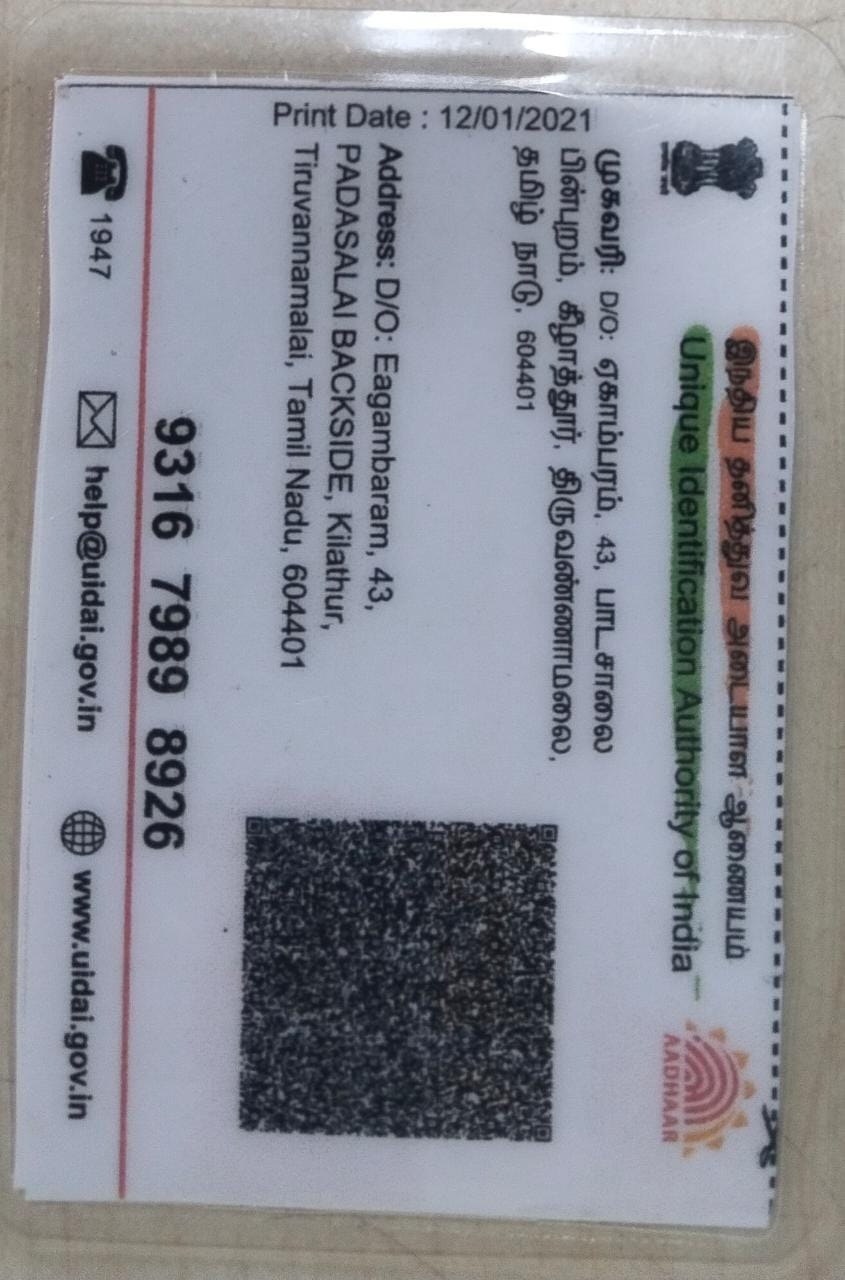 இந்திய தனித்துவ அடையாள ஆணையம்
Unique Identification Authority of India
AADHAAR
முகவரி: D/O: ஏகாம்பரம், 43, பாடசாலை
பின்புறம், கீழாத்தூர், திருவண்ணாமலை,
தமிழ் நாடு, 604401
Address: D/O: Eagambaram, 43,
PADASALAI BACKSIDE, Kilathur,
Tiruvannamalai, Tamil Nadu, 604401
Print Date : 12/01/2021
9316 7989 8926
1947
help@uidai.gov.in
www.uidai.gov.in